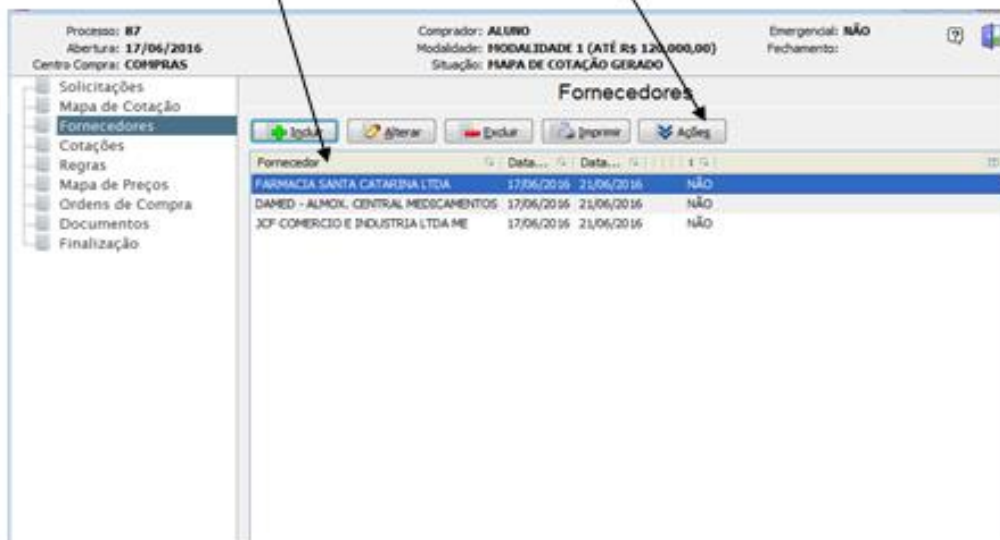 Processo: 87 Comprador: ALUNO Emergencial: NÃO
Abertura: 17/06/2016 Modalidade: MODALIDADE 1 (ATÉ R$ 120.000,00) Fechamento:
Centro Compra: COMPRAS Situação: MAPA DE COTAÇÃO GERADO
Solicitações
Mapa de Cotação
Fornecedores
Cotações
Regras
Mapa de Preços
Ordens de Compra
Documentos
Finalização
Fornecedores
Incluir Alterar Excluir Imprimir Ações
Fornecedor Data... Data...
FARMACIA SANTA CATARINA LTDA 17/06/2016 21/06/2016 NÃO
DAMED - ALMOX. CENTRAL MEDICAMENTOS 17/06/2016 21/06/2016 NÃO
JCF COMERCIO E INDUSTRIA LTDA ME 17/06/2016 21/06/2016 NÃO